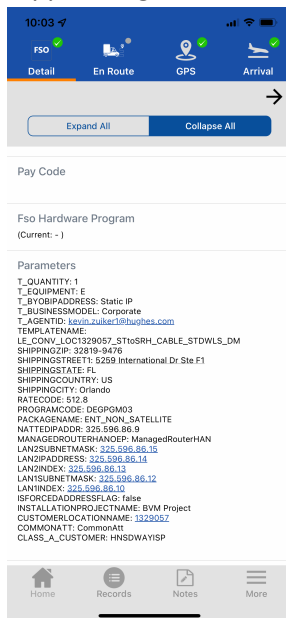 10:03
FSO
Detail
En Route
GPS
Arrival
Expand All
Collapse All
Pay Code
Fso Hardware Program
(Current: - )
Parameters
T_QUANTITY: 1
T_EQUIPMENT: E
T_BYOBIPADDRESS: Static IP
T_BUSINESSMODEL: Corporate
T_AGENTID: kevin.zuiker1@hughes.com
TEMPLATENAME:
LE_CONV_LOC1329057_STtoSRH_CABLE_STDWLS_DM
SHIPPINGZIP: 32819-9476
SHIPPINGSTREET1: 5259 International Dr Ste F1
SHIPPINGSTATE: FL
SHIPPINGCOUNTRY: US
SHIPPINGCITY: Orlando
RATECODE: 512.8
PROGRAMCODE: DEGPGM03
PACKAGENAME: ENT_NON_SATELLITE
NATTEDIPADDR: 325.596.86.9
MANAGEDROUTERHANOEP: ManagedRouterHAN
LAN2SUBNETMASK: 325.596.86.15
LAN2IPADDRESS: 325.596.86.14
LAN2INDEX: 325.596.86.13
LAN1SUBNETMASK: 325.596.86.12
LAN1INDEX: 325.596.86.10
ISFORCEDADDRESSFLAG: false
INSTALLATIONPROJECTNAME: BVM Project
CUSTOMERLOCATIONNAME: 1329057
COMMONATT: CommonAtt
CLASS_A_CUSTOMER: HNSDWAYISP
Home
Records
Notes
More